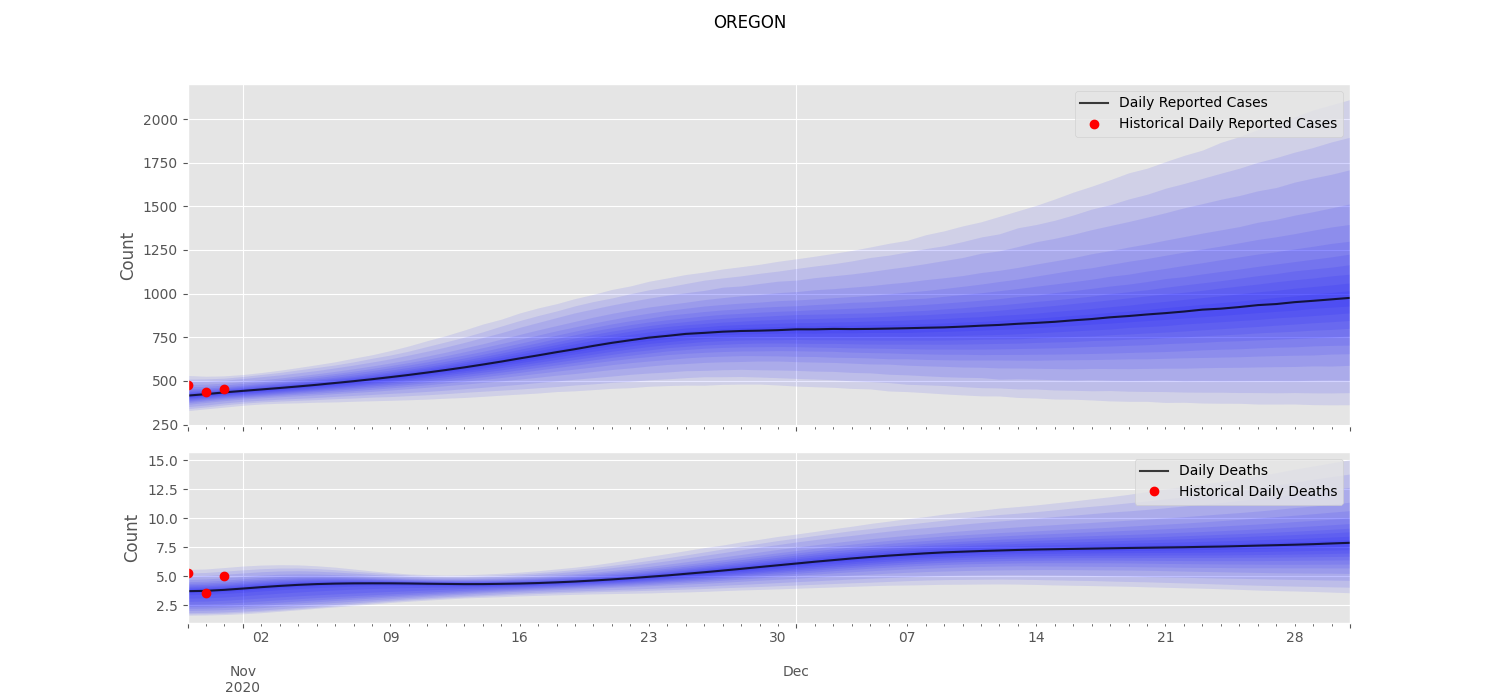 OREGON
2000
1750
1500
1250
1000
750
500
250
Count
Daily Reported Cases
Historical Daily Reported Cases
15.0
12.5
10.0
7.5
5.0
2.5
Count
Daily Deaths
Historical Daily Deaths
02 09 16 23 30 07 14 21 28
Nov Dec
2020